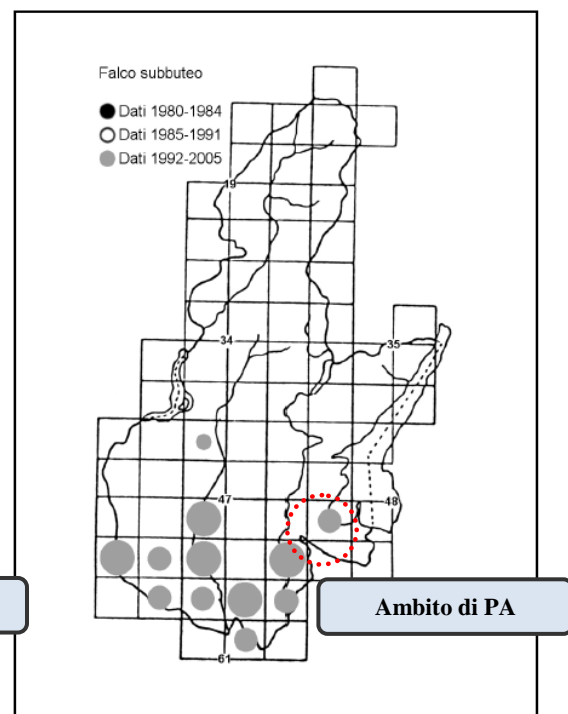 Falco subbuteo
Dati 1980-1984
Dati 1985-1991
Dati 1992-2005
19
34
35
47
48
Ambito di PA
61